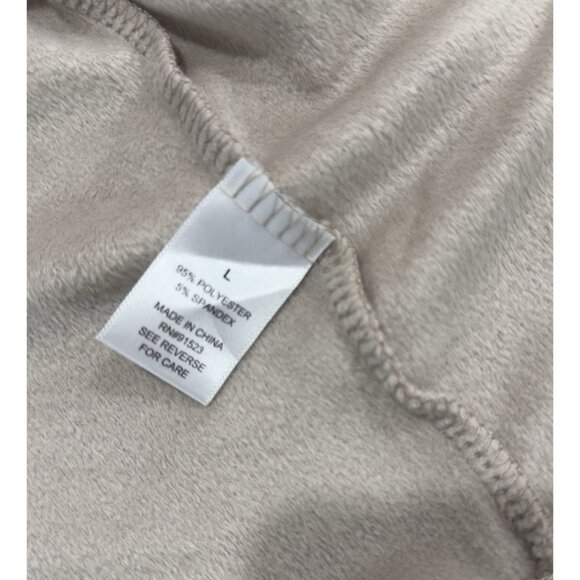 L
95% POLYESTER
5% SPANDEX
MADE IN CHINA
RN#91523
SEE REVERSE
FOR CARE